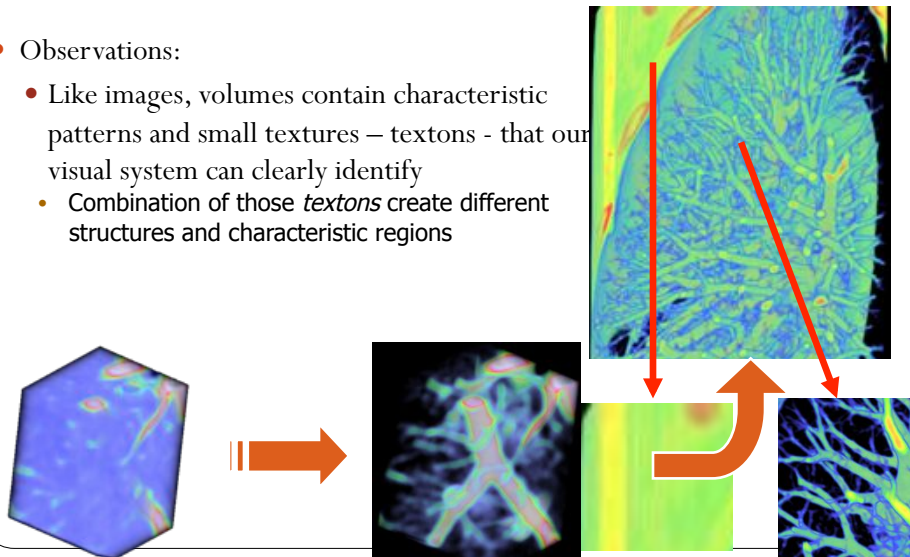 • Observations:
• Like images, volumes contain characteristic
patterns and small textures – textons - that our
visual system can clearly identify
• Combination of those textons create different
structures and characteristic regions